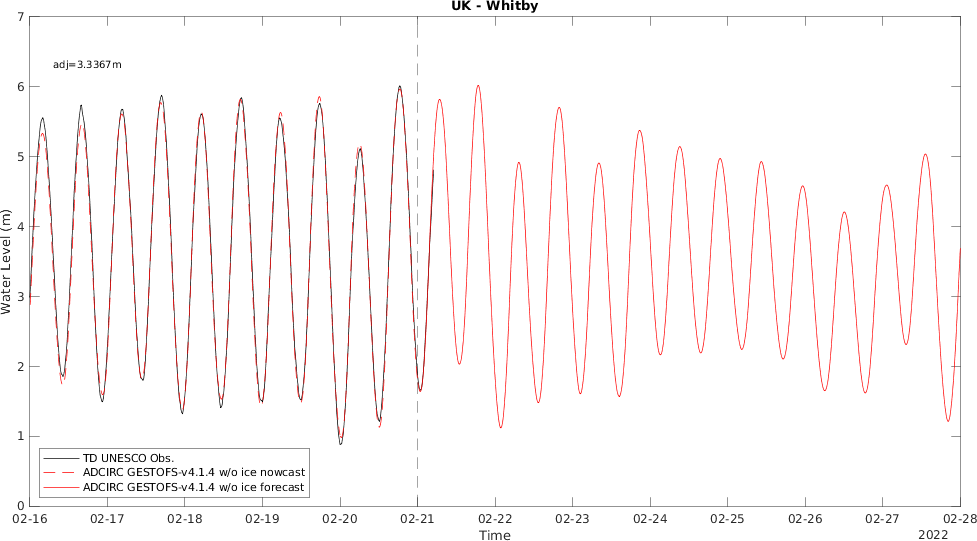 UK - Whitby
7
6
5
4
3
2
1
0
Water Level (m)
adj=3.3367m
TD UNESCO Obs.
ADCIRC GESTOFS-v4.1.4 w/o ice nowcast
ADCIRC GESTOFS-v4.1.4 w/o ice forecast
02-16 02-17 02-18 02-19 02-20 02-21 02-22 02-23 02-24 02-25 02-26 02-27 02-28
Time
2022